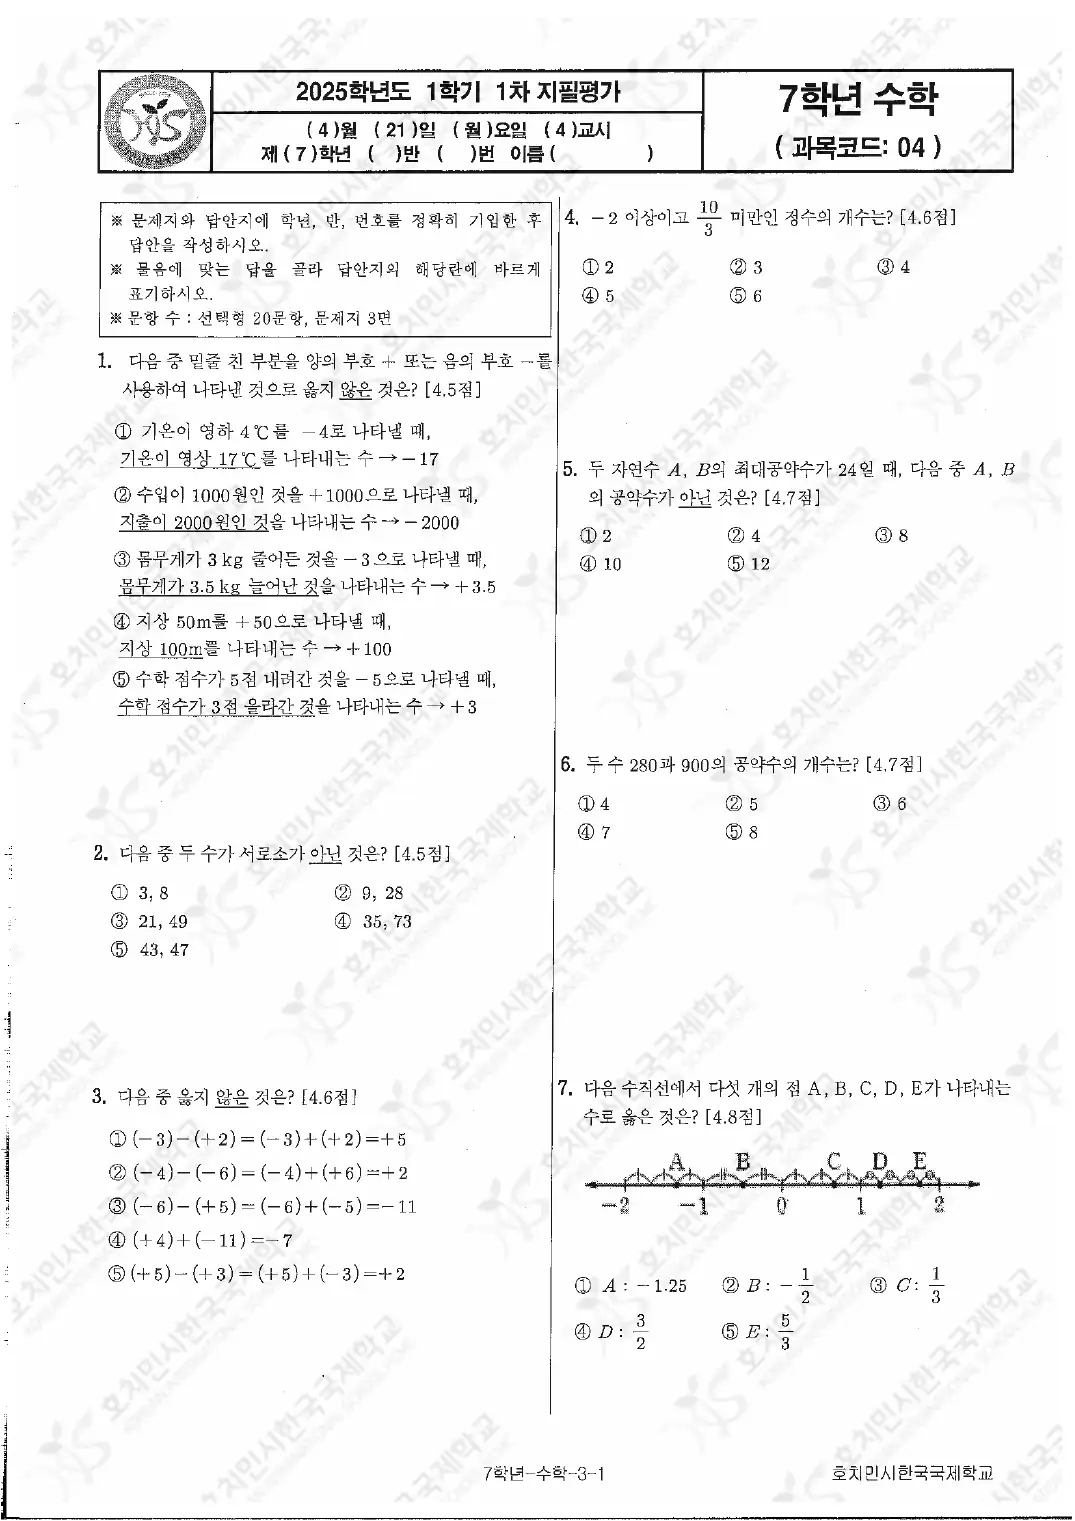 2025학년도 1학기 1차 지필평가
( 4 )월 ( 21 )일 ( 월 )요일 ( 4 )교시
제 ( 7 )학년 ( )반 ( )번 이름 ( )
7학년 수학
( 과목코드: 04 )
※ 문제지와 답안지에 학년, 반, 번호를 정확히 기입한 후
답안을 작성하시오.
※ 물음에 맞는 답을 골라 답안지의 해당란에 바르게
표기하시오.
※ 문항 수 : 선택형 20문항, 문제지 3면
1. 다음 중 밑줄 친 부분을 양의 부호 + 또는 음의 부호 −를
사용하여 나타낸 것으로 옳지 않은 것은? [4.5점]
① 기온이 영하 4℃를 −4로 나타낼 때,
기온이 영상 17℃를 나타내는 수 → −17
② 수입이 1000원인 것을 +1000으로 나타낼 때,
지출이 2000원인 것을 나타내는 수 → −2000
③ 몸무게가 3 kg 줄어든 것을 −3으로 나타낼 때,
몸무게가 3.5 kg 늘어난 것을 나타내는 수 → +3.5
④ 지상 50m를 +50으로 나타낼 때,
지상 100m를 나타내는 수 → +100
⑤ 수학 점수가 5점 내려간 것을 −5으로 나타낼 때,
수학 점수가 3점 올라간 것을 나타내는 수 → +3
2. 다음 중 두 수가 서로소가 아닌 것은? [4.5점]
① 3, 8 ② 9, 28
③ 21, 49 ④ 35, 73
⑤ 43, 47
3. 다음 중 옳지 않은 것은? [4.6점]
① (−3)−(+2)=(−3)+(+2)=+5
② (−4)−(−6)=(−4)+(+6)=+2
③ (−6)−(+5)=(−6)+(−5)=−11
④ (+4)+(−11)=−7
⑤ (+5)−(+3)=(+5)+(−3)=+2
4. −2 이상이고 10/3 미만인 정수의 개수는? [4.6점]
① 2 ② 3 ③ 4
④ 5 ⑤ 6
5. 두 자연수 A, B의 최대공약수가 24일 때, 다음 중 A, B
의 공약수가 아닌 것은? [4.7점]
① 2 ② 4 ③ 8
④ 10 ⑤ 12
6. 두 수 280과 900의 공약수의 개수는? [4.7점]
① 4 ② 5 ③ 6
④ 7 ⑤ 8
7. 다음 수직선에서 다섯 개의 점 A, B, C, D, E가 나타내는
수로 옳은 것은? [4.8점]
A B C D E
−2 −1 0 1 2
① A : −1.25 ② B : −1/2 ③ C : 1/3
④ D : 3/2 ⑤ E : 5/3
7학년-수학-3-1
호치민시한국국제학교